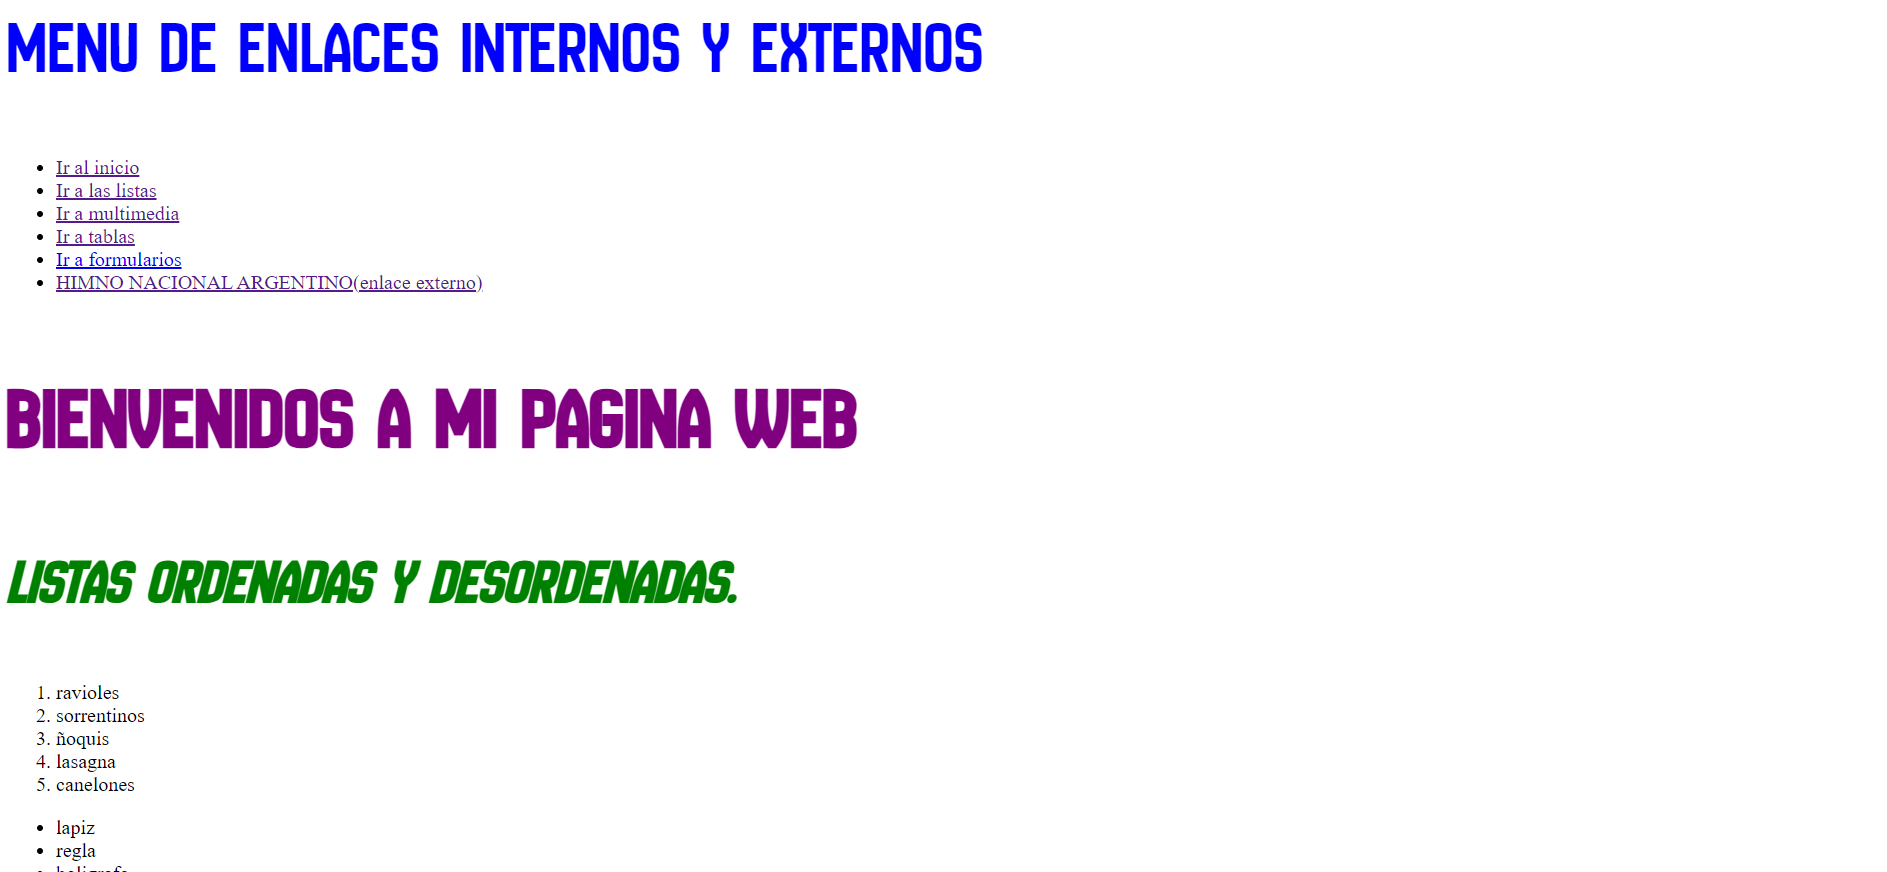 MENU DE ENLACES INTERNOS Y EXTERNOS
• Ir al inicio
• Ir a las listas
• Ir a multimedia
• Ir a tablas
• Ir a formularios
• HIMNO NACIONAL ARGENTINO(enlace externo)
BIENVENIDOS A MI PAGINA WEB
LISTAS ORDENADAS Y DESORDENADAS.
1. ravioles
2. sorrentinos
3. ñoquis
4. lasagna
5. canelones
• lapiz
• regla